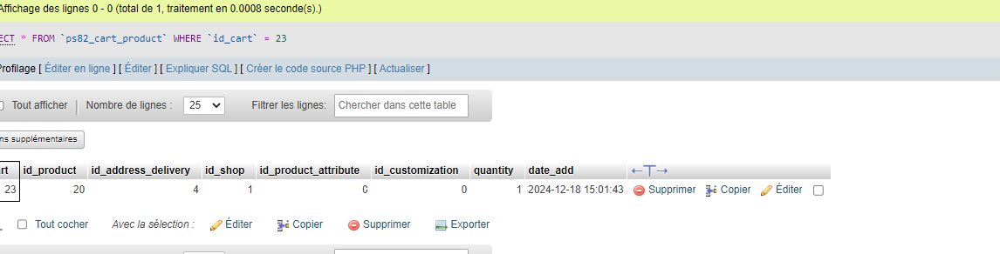 Affichage des lignes 0 - 0 (total de 1, traitement en 0.0008 seconde(s).)
ECT * FROM `ps82_cart_product` WHERE `id_cart` = 23
Profilage [ Éditer en ligne ] [ Éditer ] [ Expliquer SQL ] [ Créer le code source PHP ] [ Actualiser ]
Tout afficher | Nombre de lignes : 25 Filtrer les lignes: Chercher dans cette table
ns supplémentaires
rt id_product id_address_delivery id_shop id_product_attribute id_customization quantity date_add ←T→
23 20 4 1 0 0 1 2024-12-18 15:01:43 Supprimer Copier Éditer
Tout cocher Avec la sélection : Éditer Copier Supprimer Exporter